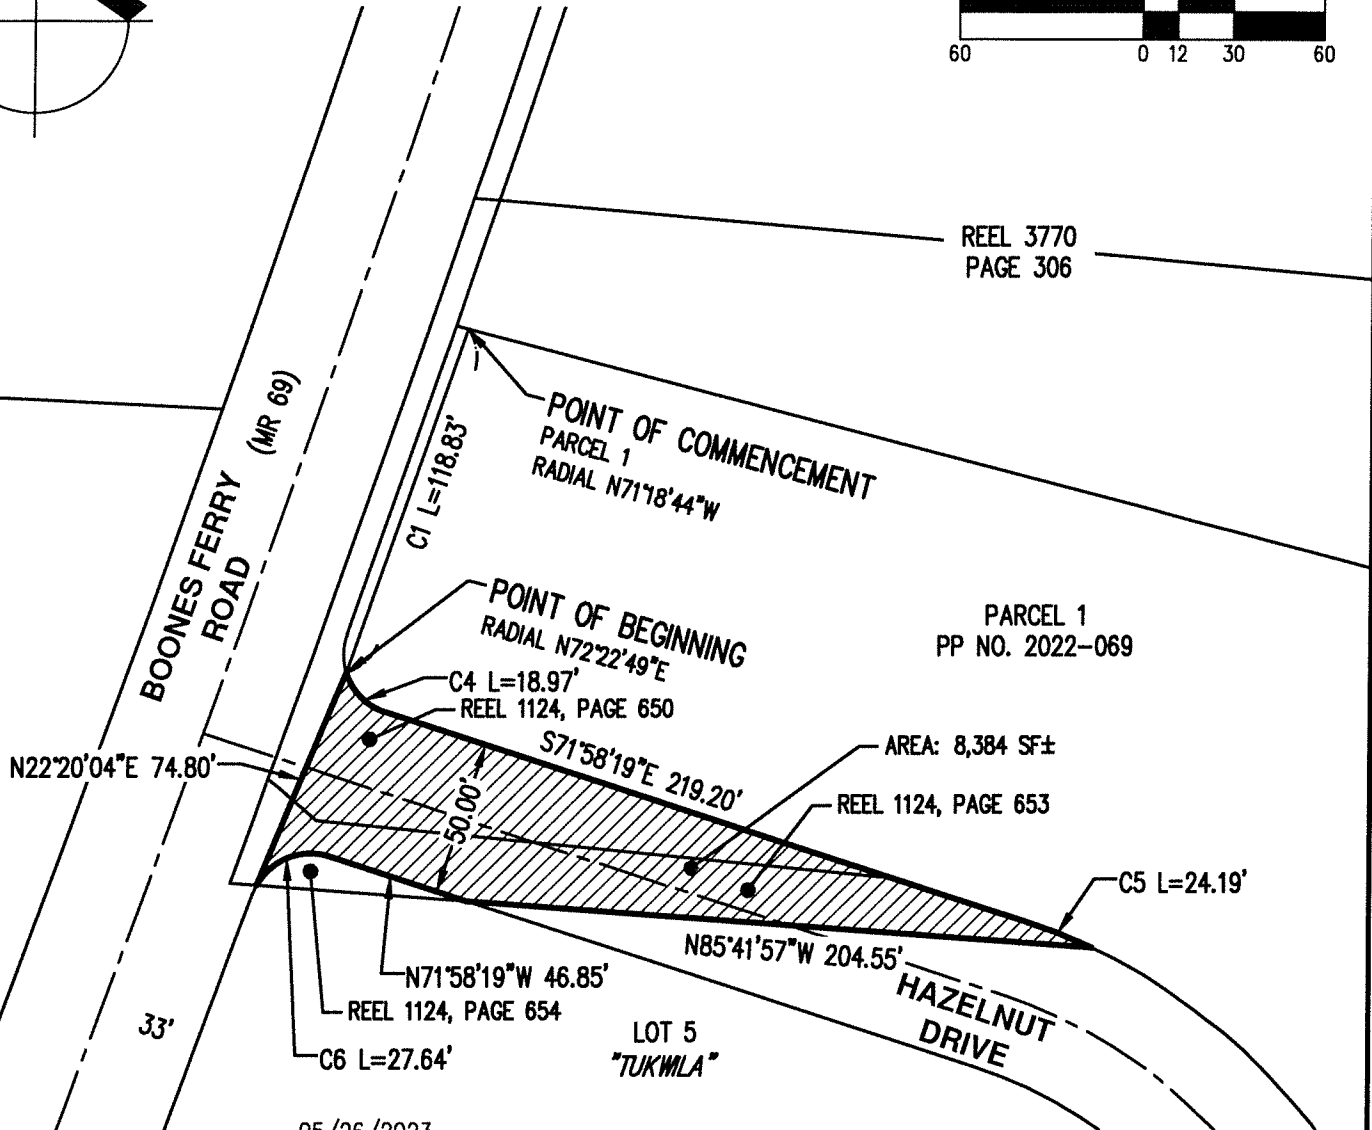 60 0 12 30 60
REEL 3770
PAGE 306
BOONES FERRY (MR 69)
ROAD
C1 L=118.83'
POINT OF COMMENCEMENT
PARCEL 1
RADIAL N71°18'44"W
POINT OF BEGINNING
RADIAL N72°22'49"E
PARCEL 1
PP NO. 2022-069
C4 L=18.97'
REEL 1124, PAGE 650
S71°58'19"E 219.20'
AREA: 8,384 SF±
N22°20'04"E 74.80'
50.00'
REEL 1124, PAGE 653
C5 L=24.19'
N85°41'57"W 204.55'
N71°58'19"W 46.85'
HAZELNUT
DRIVE
REEL 1124, PAGE 654
33'
LOT 5
"TUKWILA"
C6 L=27.64'
05/26/2023